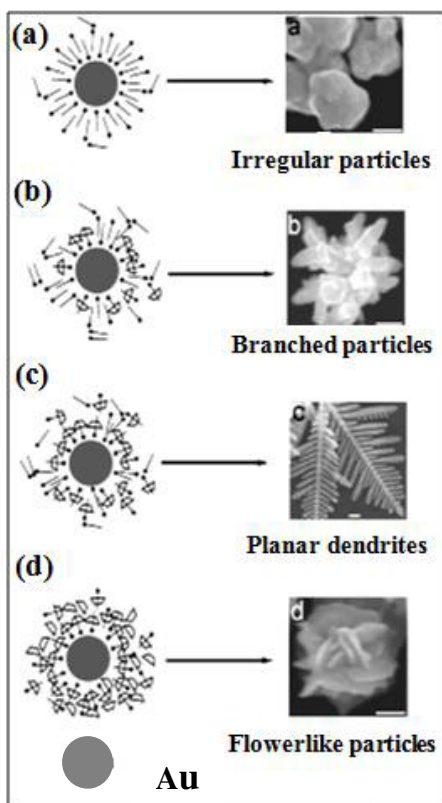 (a)
a
Irregular particles
(b)
b
Branched particles
(c)
c
Planar dendrites
(d)
d
Flowerlike particles
Au